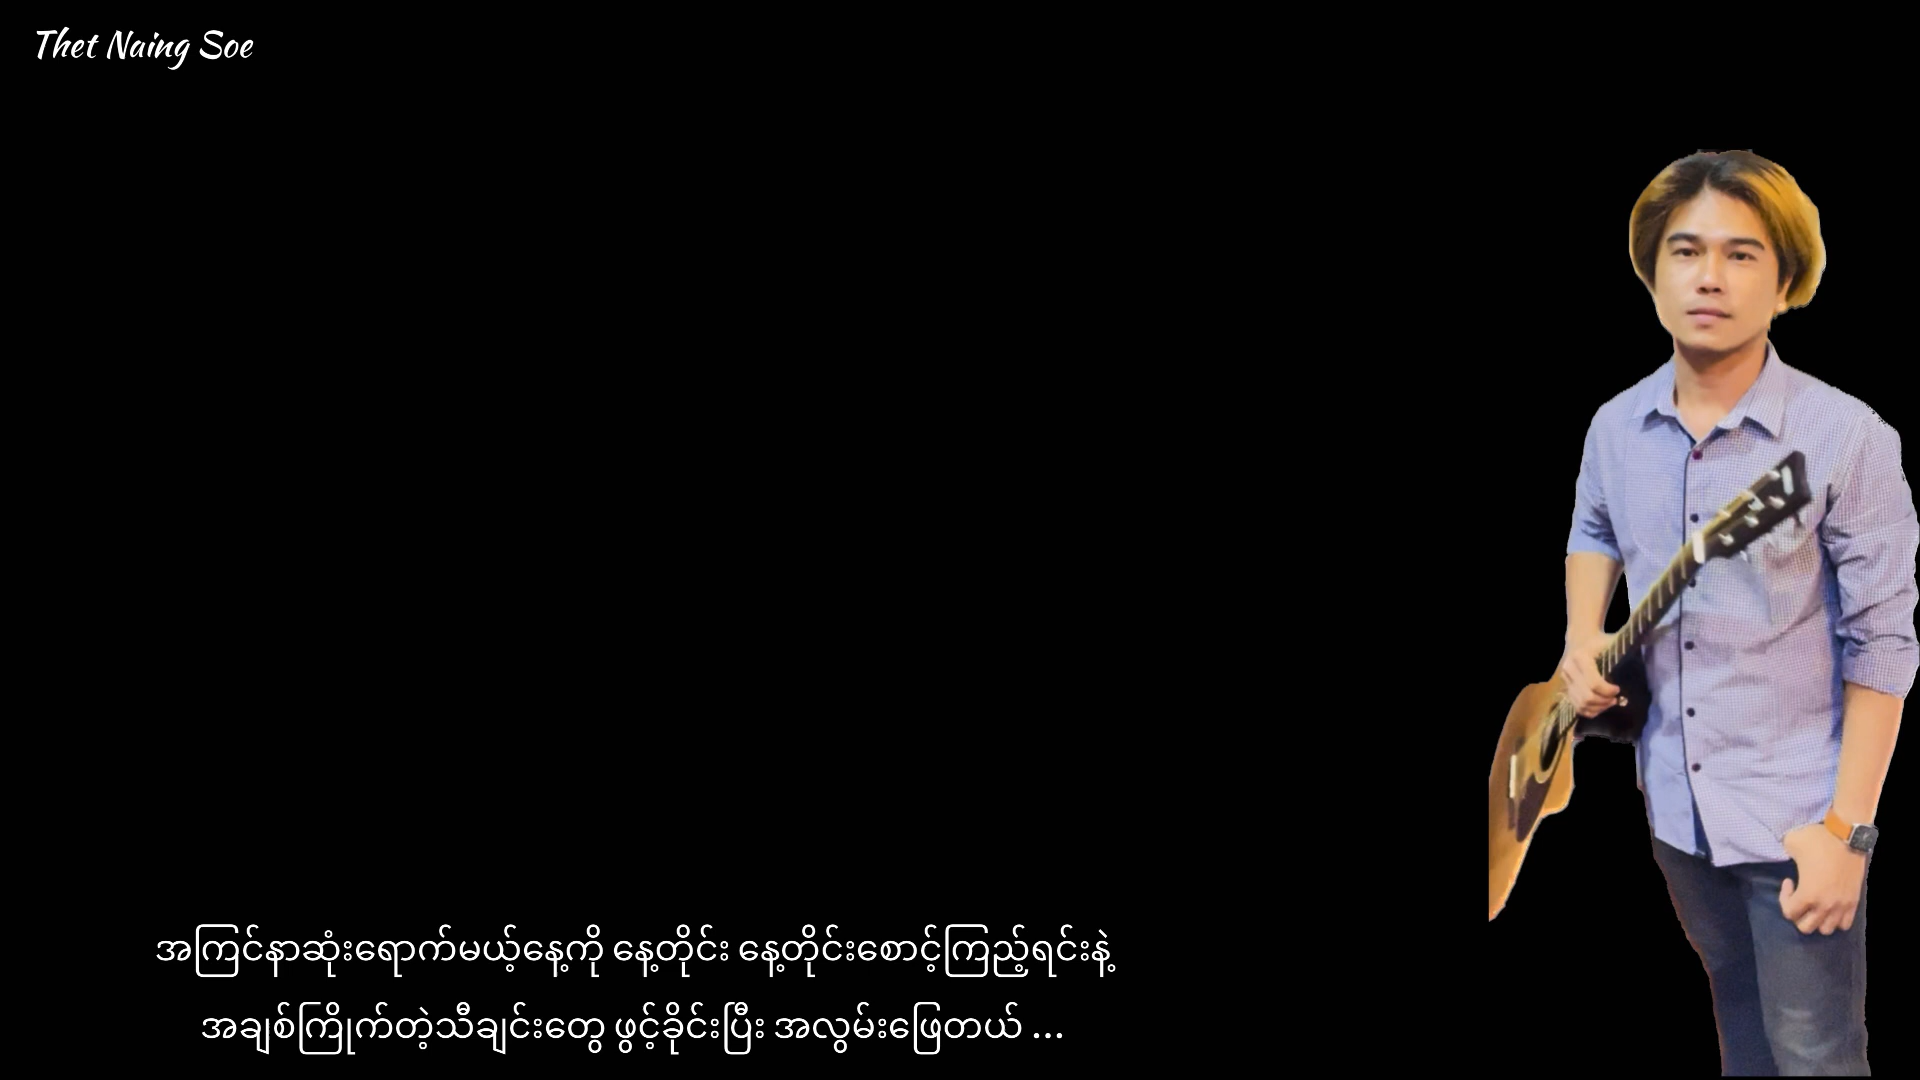 Thet Naing Soe
အကြင်နာဆုံးရောက်မယ့်နေ့ကို နေ့တိုင်း နေ့တိုင်းစောင့်ကြည့်ရင်းနဲ့
အချစ်ကြိုက်တဲ့သီချင်းတွေ ဖွင့်ခိုင်းပြီး အလွမ်းဖြေတယ် ...